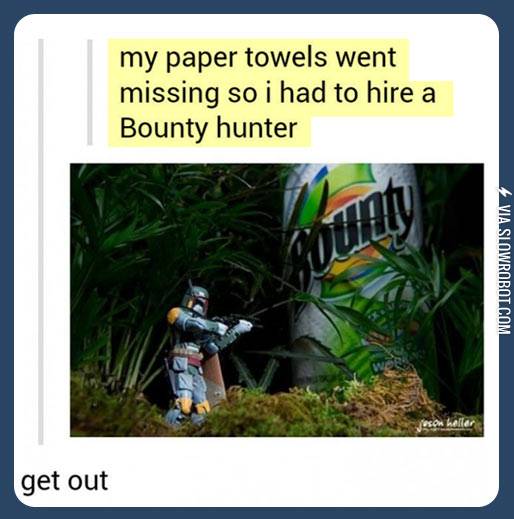 my paper towels went
missing so i had to hire a
Bounty hunter
Bounty
jason heller
get out
VIA SLOWROBOT.COM